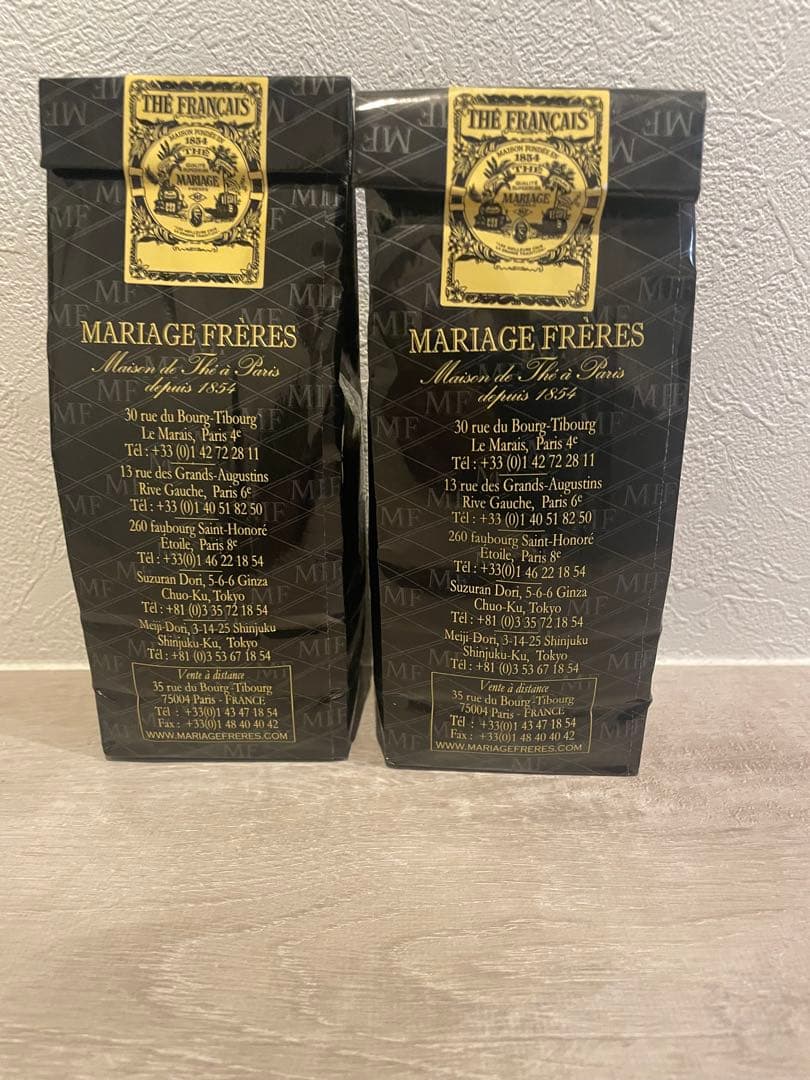 THÉ FRANÇAIS
MAISON FONDÉE EN
1854
THÉ
QUALITÉ
SUPÉRIEURE
MARIAGE
MARIAGE FRÈRES
Maison de Thé à Paris
depuis 1854
30 rue du Bourg-Tibourg
Le Marais, Paris 4e
Tél : +33 (0)1 42 72 28 11
13 rue des Grands-Augustins
Rive Gauche, Paris 6e
Tél : +33 (0)1 40 51 82 50
260 faubourg Saint-Honoré
Étoile, Paris 8e
Tél : +33(0)1 46 22 18 54
Suzuran Dori, 5-6-6 Ginza
Chuo-Ku, Tokyo
Tél : +81 (0)3 35 72 18 54
Meiji-Dori, 3-14-25 Shinjuku
Shinjuku-Ku, Tokyo
Tél : +81 (0)3 53 67 18 54
Vente à distance
35 rue du Bourg-Tibourg
75004 Paris - FRANCE
Tél : +33(0)1 43 47 18 54
Fax : +33(0)1 48 40 40 42
WWW.MARIAGEFRERES.COM
THÉ FRANÇAIS
MAISON FONDÉE EN
1854
THÉ
QUALITÉ
SUPÉRIEURE
MARIAGE
MARIAGE FRÈRES
Maison de Thé à Paris
depuis 1854
30 rue du Bourg-Tibourg
Le Marais, Paris 4e
Tél : +33 (0)1 42 72 28 11
13 rue des Grands-Augustins
Rive Gauche, Paris 6e
Tél : +33 (0)1 40 51 82 50
260 faubourg Saint-Honoré
Étoile, Paris 8e
Tél : +33(0)1 46 22 18 54
Suzuran Dori, 5-6-6 Ginza
Chuo-Ku, Tokyo
Tél : +81 (0)3 35 72 18 54
Meiji-Dori, 3-14-25 Shinjuku
Shinjuku-Ku, Tokyo
Tél : +81 (0)3 53 67 18 54
Vente à distance
35 rue du Bourg-Tibourg
75004 Paris - FRANCE
Tél : +33(0)1 43 47 18 54
Fax : +33(0)1 48 40 40 42
WWW.MARIAGEFRERES.COM